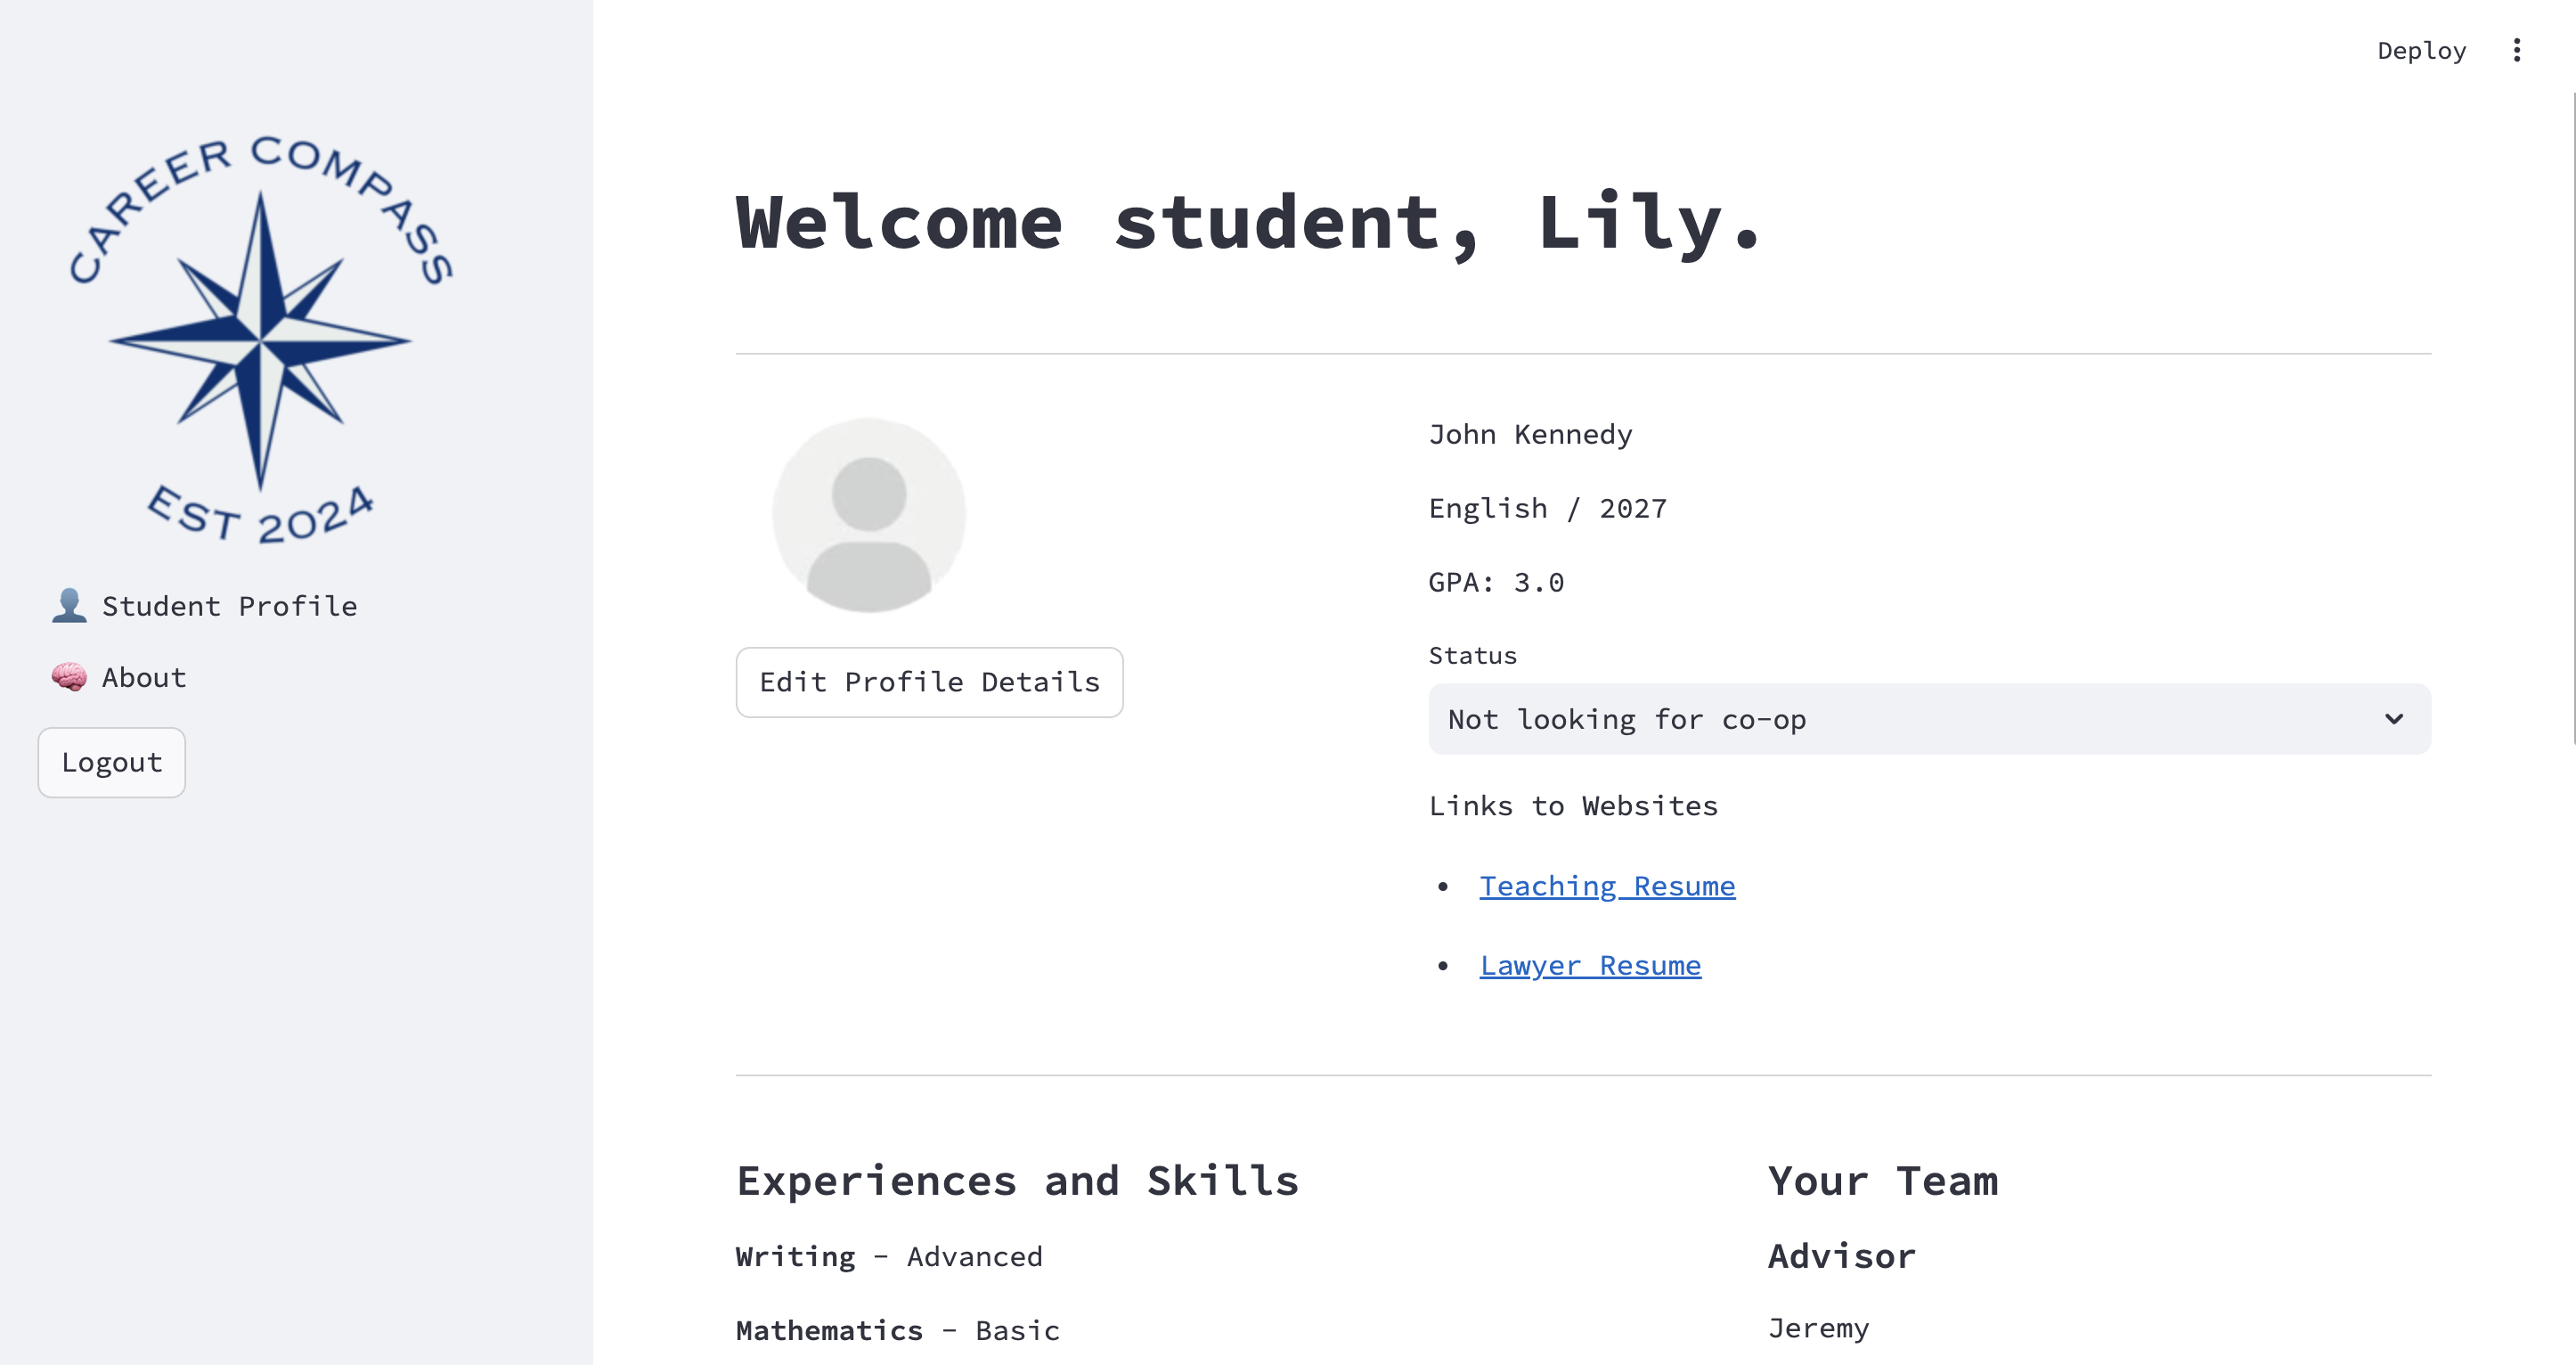 Deploy
CAREER COMPASS
EST 2024
Student Profile
About
Logout
Welcome student, Lily.
Edit Profile Details
John Kennedy
English / 2027
GPA: 3.0
Status
Not looking for co-op
Links to Websites
• Teaching Resume
• Lawyer Resume
Experiences and Skills
Writing - Advanced
Mathematics - Basic
Your Team
Advisor
Jeremy